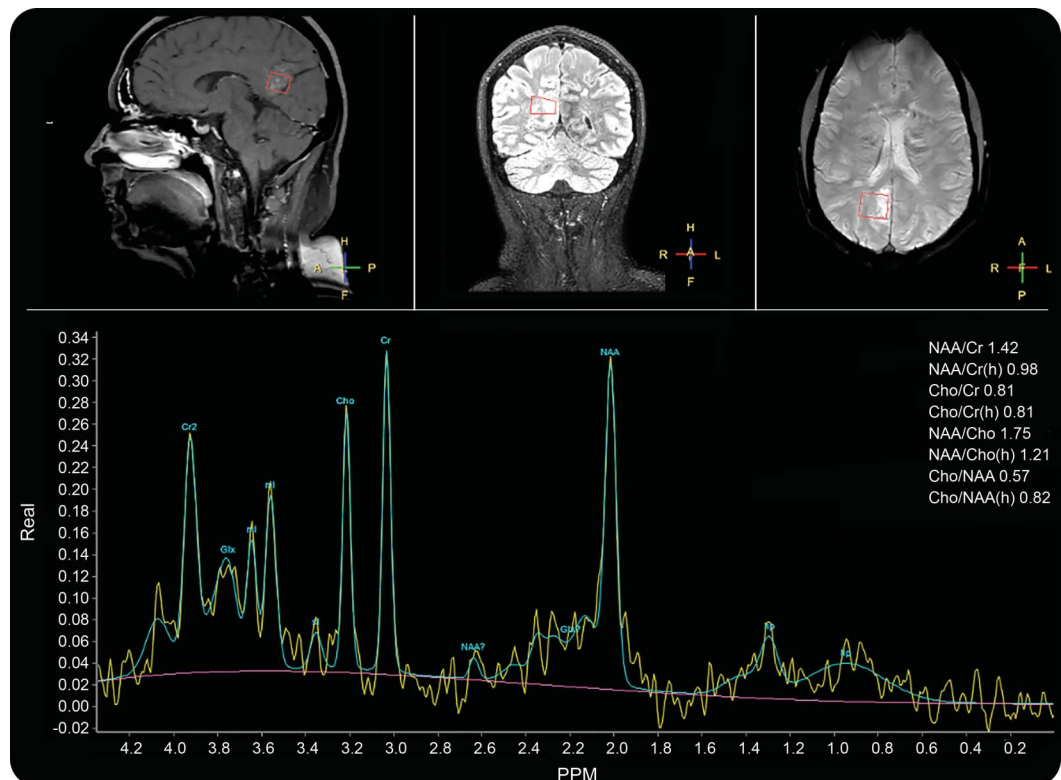 H
A P
F
H
R A L
F
A
R F L
P
NAA/Cr 1.42
NAA/Cr(h) 0.98
Cho/Cr 0.81
Cho/Cr(h) 0.81
NAA/Cho 1.75
NAA/Cho(h) 1.21
Cho/NAA 0.57
Cho/NAA(h) 0.82
Real
0.34
0.32
0.30
0.28
0.26
0.24
0.22
0.20
0.18
0.16
0.14
0.12
0.10
0.08
0.06
0.04
0.02
0.00
-0.02
Cr2
Glx
mI
mI
Cho
Cr
NAA?
NAA
4.2 4.0 3.8 3.6 3.4 3.2 3.0 2.8 2.6 2.4 2.2 2.0 1.8 1.6 1.4 1.2 1.0 0.8 0.6 0.4 0.2
PPM